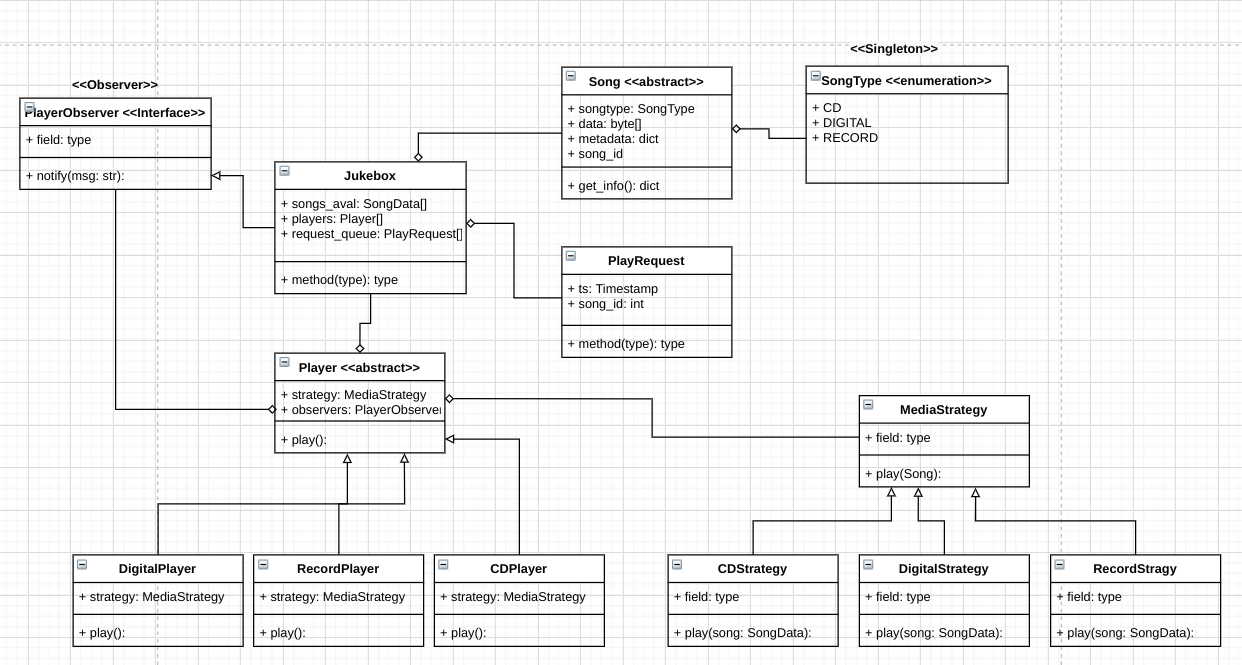 <<Singleton>>
<<Observer>>
PlayerObserver <<Interface>>
+ field: type
+ notify(msg: str):
Song <<abstract>>
+ songtype: SongType
+ data: byte[]
+ metadata: dict
+ song_id
+ get_info(): dict
SongType <<enumeration>>
+ CD
+ DIGITAL
+ RECORD
Jukebox
+ songs_aval: SongData[]
+ players: Player[]
+ request_queue: PlayRequest[]
+ method(type): type
PlayRequest
+ ts: Timestamp
+ song_id: int
+ method(type): type
Player <<abstract>>
+ strategy: MediaStrategy
+ observers: PlayerObserver
+ play():
MediaStrategy
+ field: type
+ play(Song):
DigitalPlayer
+ strategy: MediaStrategy
+ play():
RecordPlayer
+ strategy: MediaStrategy
+ play():
CDPlayer
+ strategy: MediaStrategy
+ play():
CDStrategy
+ field: type
+ play(song: SongData):
DigitalStrategy
+ field: type
+ play(song: SongData):
RecordStragy
+ field: type
+ play(song: SongData):